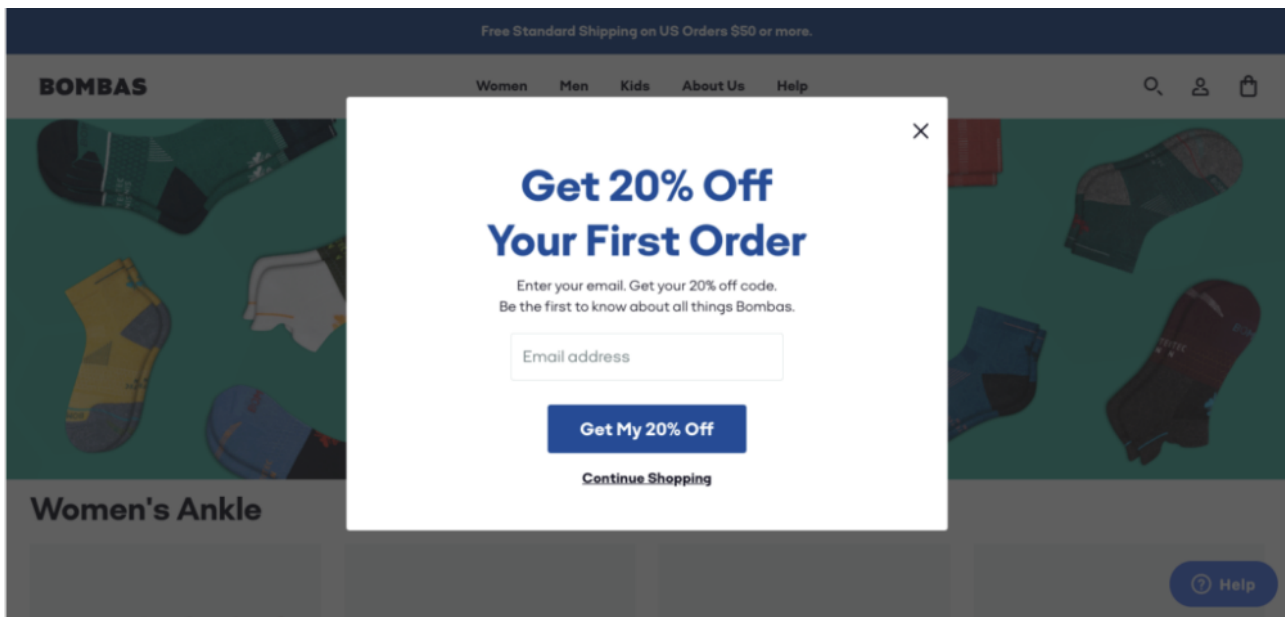 Free Standard Shipping on US Orders $50 or more.
BOMBAS
Women Men Kids About Us Help
Get 20% Off
Your First Order
Enter your email. Get your 20% off code.
Be the first to know about all things Bombas.
Email address
Get My 20% Off
Continue Shopping
Women's Ankle
Help